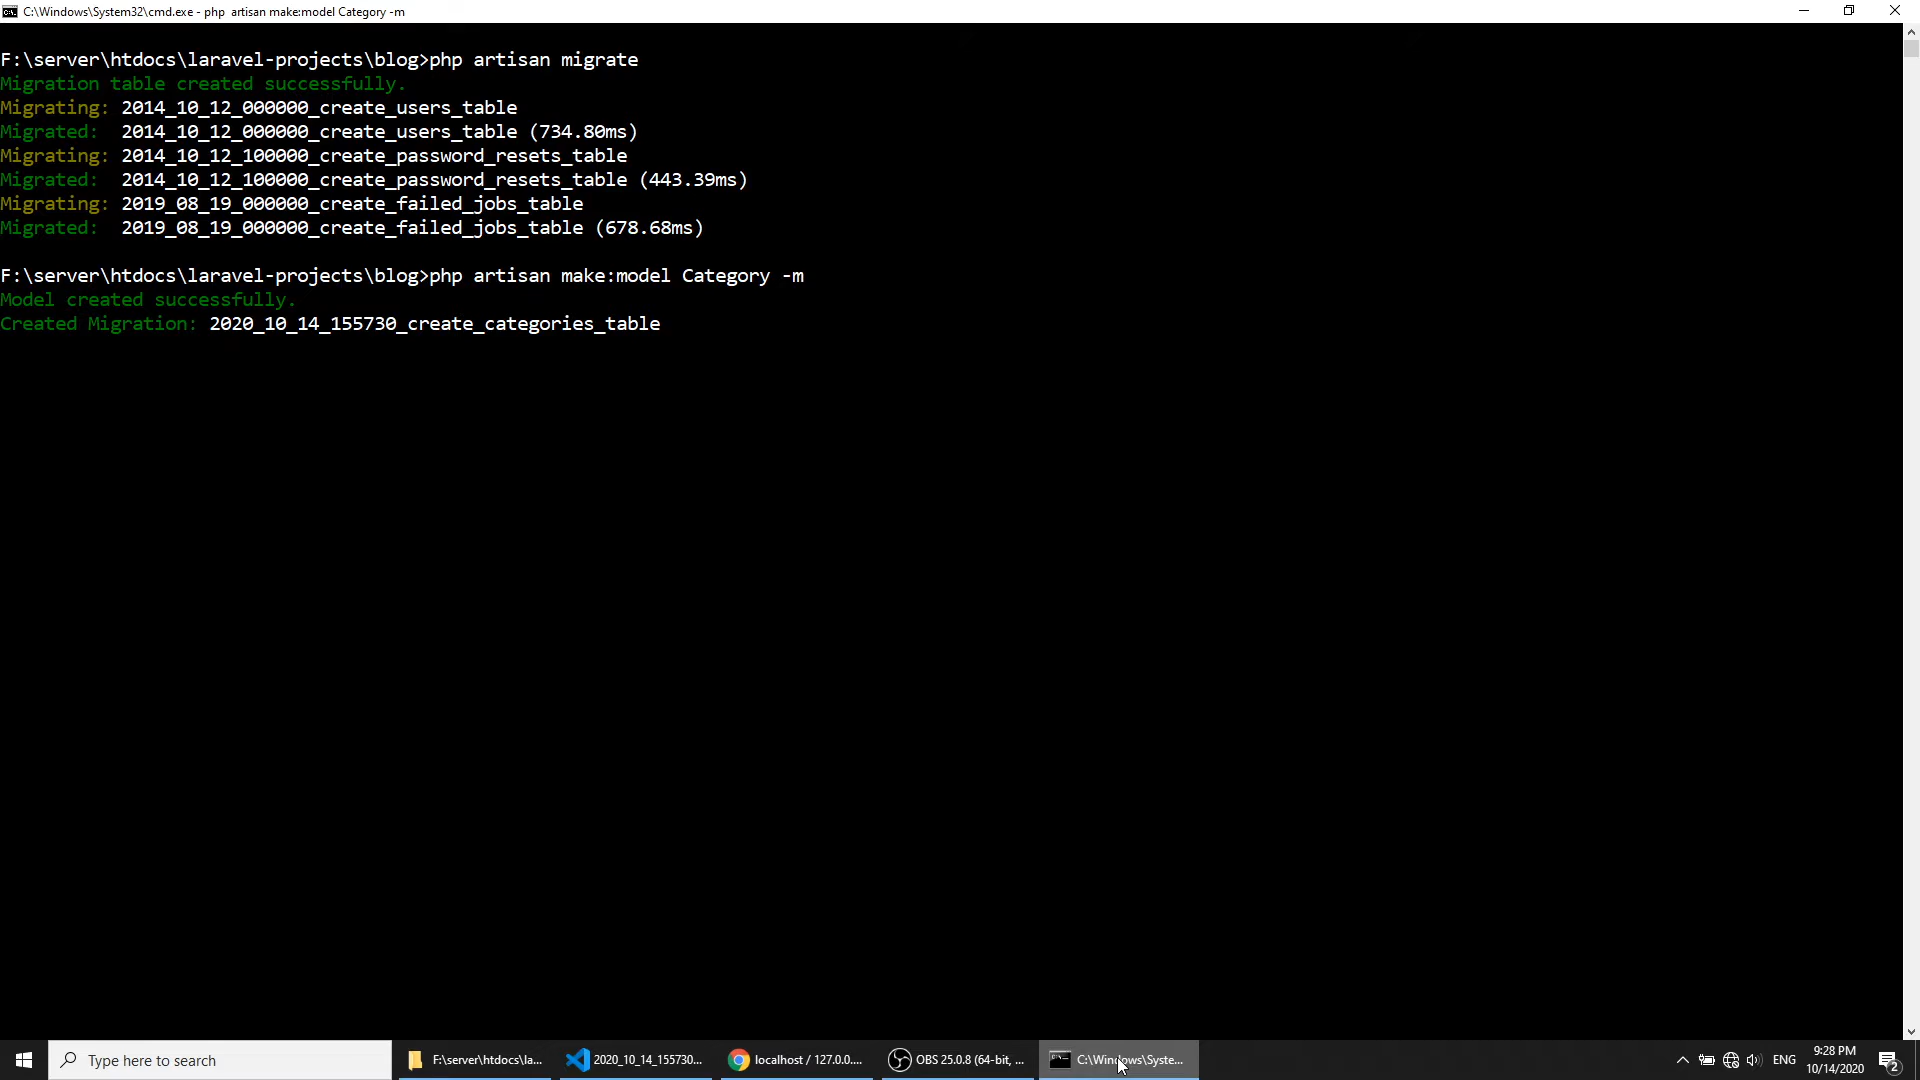 C:\Windows\System32\cmd.exe - php  artisan make:model Category -m
F:\server\htdocs\laravel-projects\blog>php artisan migrate
Migration table created successfully.
Migrating: 2014_10_12_000000_create_users_table
Migrated:  2014_10_12_000000_create_users_table (734.80ms)
Migrating: 2014_10_12_100000_create_password_resets_table
Migrated:  2014_10_12_100000_create_password_resets_table (443.39ms)
Migrating: 2019_08_19_000000_create_failed_jobs_table
Migrated:  2019_08_19_000000_create_failed_jobs_table (678.68ms)
F:\server\htdocs\laravel-projects\blog>php artisan make:model Category -m
Model created successfully.
Created Migration: 2020_10_14_155730_create_categories_table
Type here to search
F:\server\htdocs\la...
2020_10_14_155730...
localhost / 127.0.0....
OBS 25.0.8 (64-bit, ...
C:\Windows\Syste...
ENG
9:28 PM
10/14/2020
2